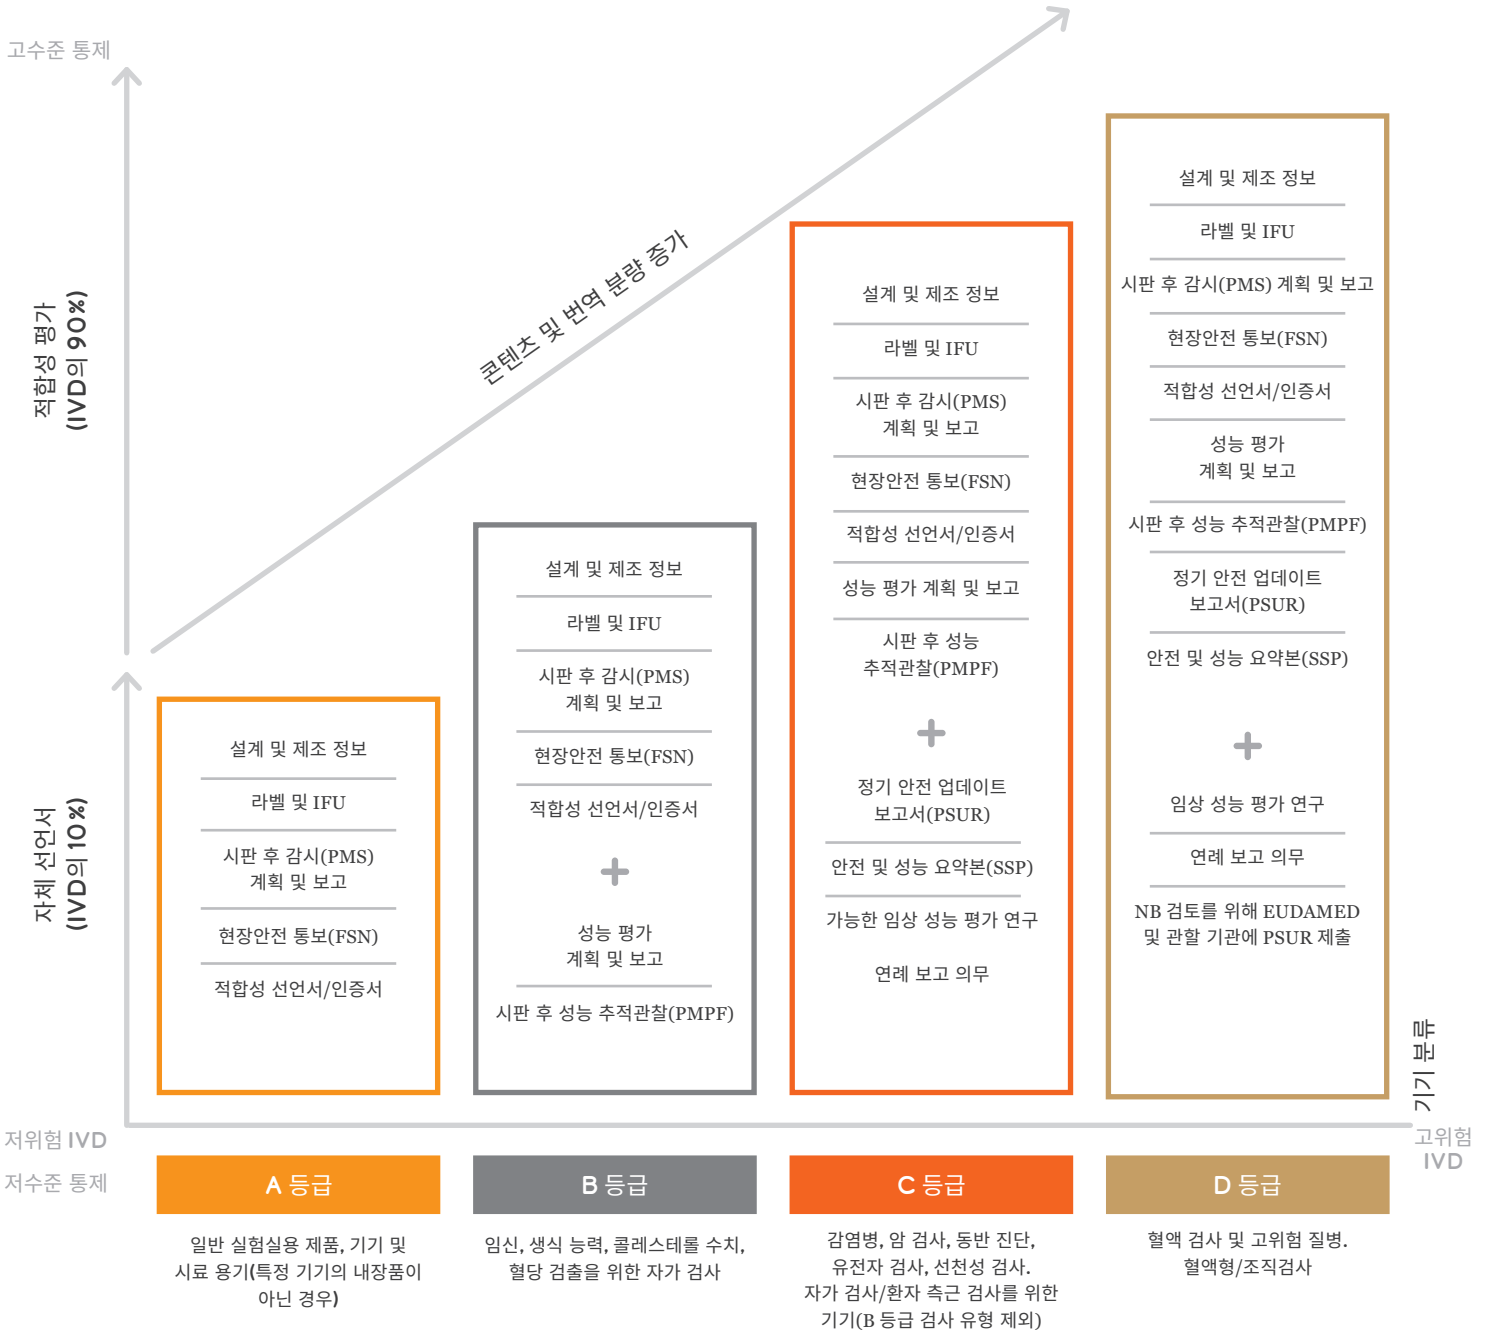 고수준 통제
적합성 평가
(IVD의 90%)
자체 선언서
(IVD의 10%)
콘텐츠 및 번역 분량 증가
설계 및 제조 정보
라벨 및 IFU
시판 후 감시(PMS)
계획 및 보고
현장안전 통보(FSN)
적합성 선언서/인증서
설계 및 제조 정보
라벨 및 IFU
시판 후 감시(PMS)
계획 및 보고
현장안전 통보(FSN)
적합성 선언서/인증서
+
성능 평가
계획 및 보고
시판 후 성능 추적관찰(PMPF)
설계 및 제조 정보
라벨 및 IFU
시판 후 감시(PMS)
계획 및 보고
현장안전 통보(FSN)
적합성 선언서/인증서
성능 평가 계획 및 보고
시판 후 성능
추적관찰(PMPF)
+
정기 안전 업데이트
보고서(PSUR)
안전 및 성능 요약본(SSP)
가능한 임상 성능 평가 연구
연례 보고 의무
설계 및 제조 정보
라벨 및 IFU
시판 후 감시(PMS) 계획 및 보고
현장안전 통보(FSN)
적합성 선언서/인증서
성능 평가
계획 및 보고
시판 후 성능 추적관찰(PMPF)
정기 안전 업데이트
보고서(PSUR)
안전 및 성능 요약본(SSP)
+
임상 성능 평가 연구
연례 보고 의무
NB 검토를 위해 EUDAMED
및 관할 기관에 PSUR 제출
기기 분류
저위험 IVD
저수준 통제
고위험
IVD
A 등급
일반 실험실용 제품, 기기 및
시료 용기(특정 기기의 내장품이
아닌 경우)
B 등급
임신, 생식 능력, 콜레스테롤 수치,
혈당 검출을 위한 자가 검사
C 등급
감염병, 암 검사, 동반 진단,
유전자 검사, 선천성 검사.
자가 검사/환자 측근 검사를 위한
기기(B 등급 검사 유형 제외)
D 등급
혈액 검사 및 고위험 질병.
혈액형/조직검사